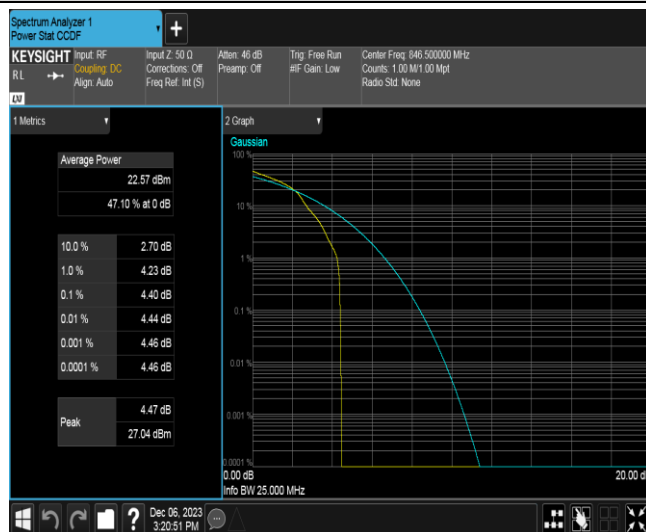 Spectrum Analyzer 1
Power Stat CCDF
+
KEYSIGHT
RL
Input: RF
Coupling: DC
Align: Auto
Input Z: 50 Ω
Corrections: Off
Freq Ref: Int (S)
Atten: 46 dB
Preamp: Off
Trig: Free Run
#IF Gain: Low
Center Freq: 846.500000 MHz
Counts: 1.00 M/1.00 Mpt
Radio Std: None
1 Metrics
Average Power
22.57 dBm
47.10 % at 0 dB
10.0 % 2.70 dB
1.0 % 4.23 dB
0.1 % 4.40 dB
0.01 % 4.44 dB
0.001 % 4.46 dB
0.0001 % 4.46 dB
Peak
4.47 dB
27.04 dBm
2 Graph
Gaussian
100 %
10 %
1 %
0.1 %
0.01 %
0.001 %
0.0001 %
0.00 dB
20.00 d
Info BW 25.000 MHz
?
Dec 06, 2023
3:20:51 PM